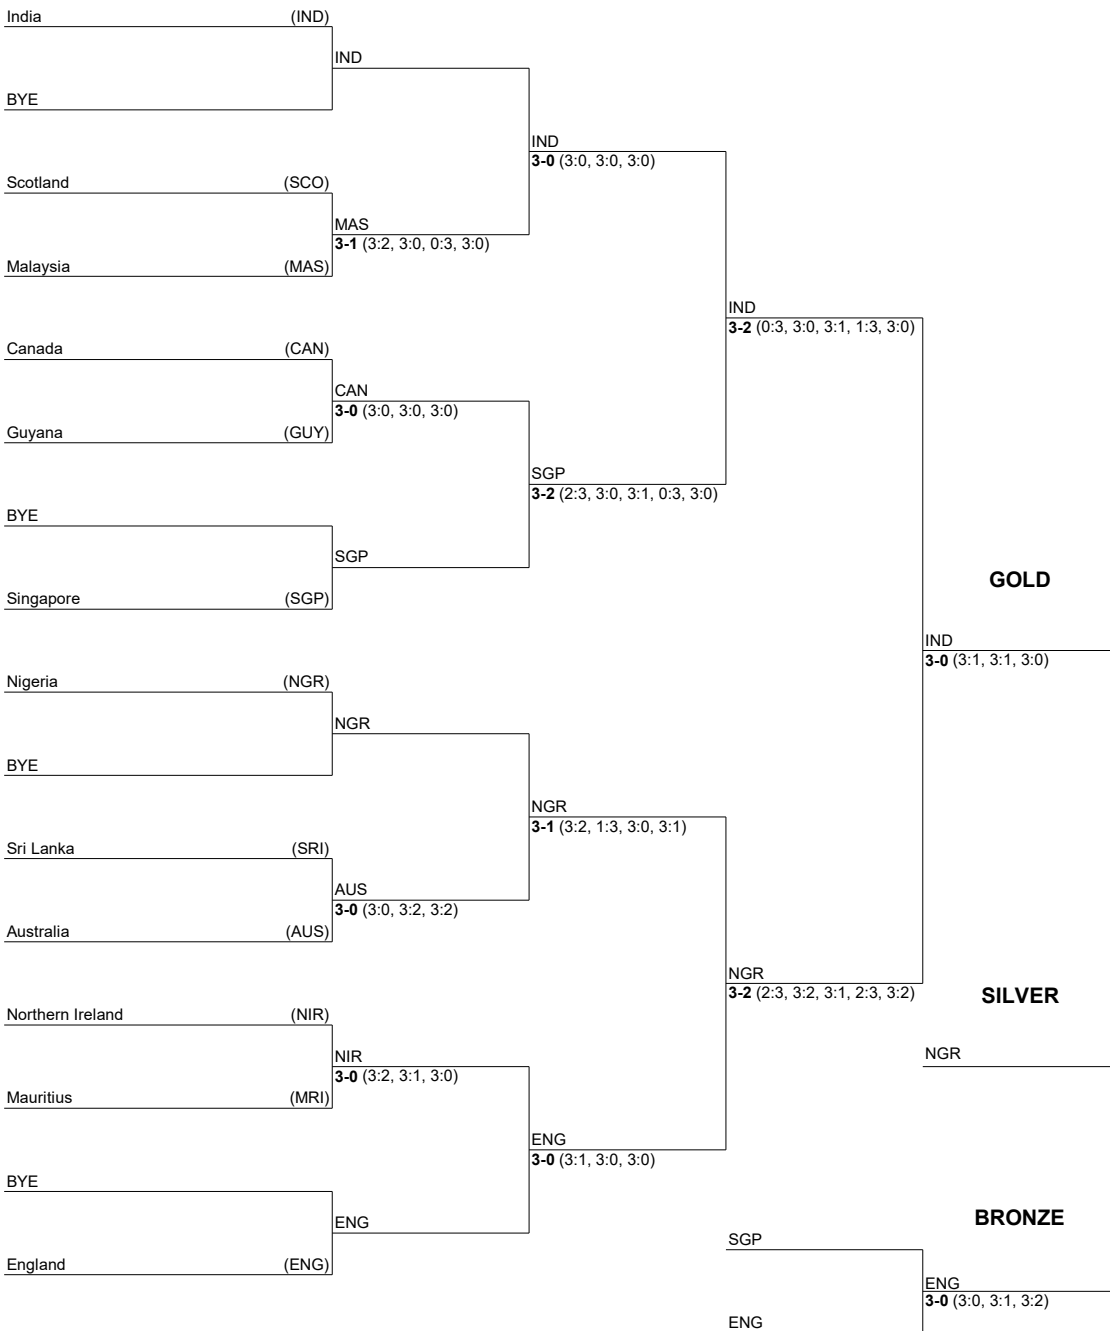 India (IND)
IND
BYE
IND
3-0 (3:0, 3:0, 3:0)
Scotland (SCO)
MAS
3-1 (3:2, 3:0, 0:3, 3:0)
Malaysia (MAS)
IND
3-2 (0:3, 3:0, 3:1, 1:3, 3:0)
Canada (CAN)
CAN
3-0 (3:0, 3:0, 3:0)
Guyana (GUY)
SGP
3-2 (2:3, 3:0, 3:1, 0:3, 3:0)
BYE
SGP
GOLD
Singapore (SGP)
IND
3-0 (3:1, 3:1, 3:0)
Nigeria (NGR)
NGR
BYE
NGR
3-1 (3:2, 1:3, 3:0, 3:1)
Sri Lanka (SRI)
AUS
3-0 (3:0, 3:2, 3:2)
Australia (AUS)
NGR
3-2 (2:3, 3:2, 3:1, 2:3, 3:2)
SILVER
Northern Ireland (NIR)
NGR
NIR
3-0 (3:2, 3:1, 3:0)
Mauritius (MRI)
ENG
3-0 (3:1, 3:0, 3:0)
BYE
BRONZE
ENG
SGP
England (ENG)
ENG
3-0 (3:0, 3:1, 3:2)
ENG